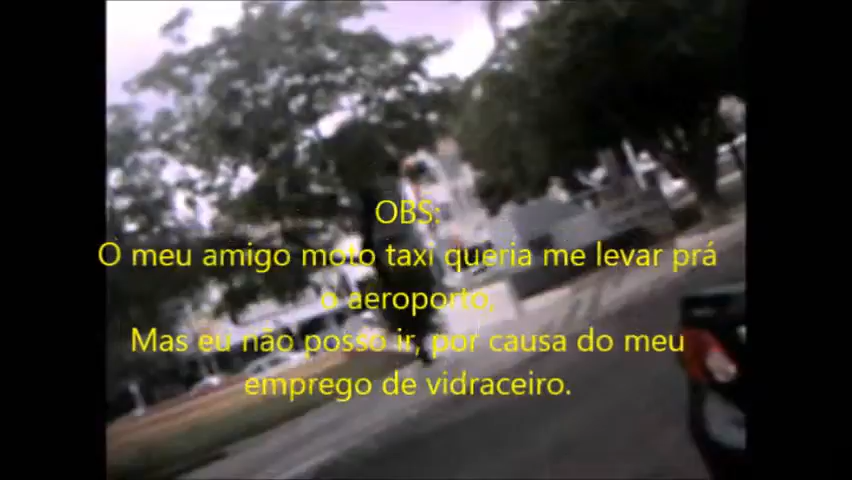 OBS:
O meu amigo moto taxi queria me levar prá
o aeroporto,
Mas eu não posso ir, por causa do meu
emprego de vidraceiro.